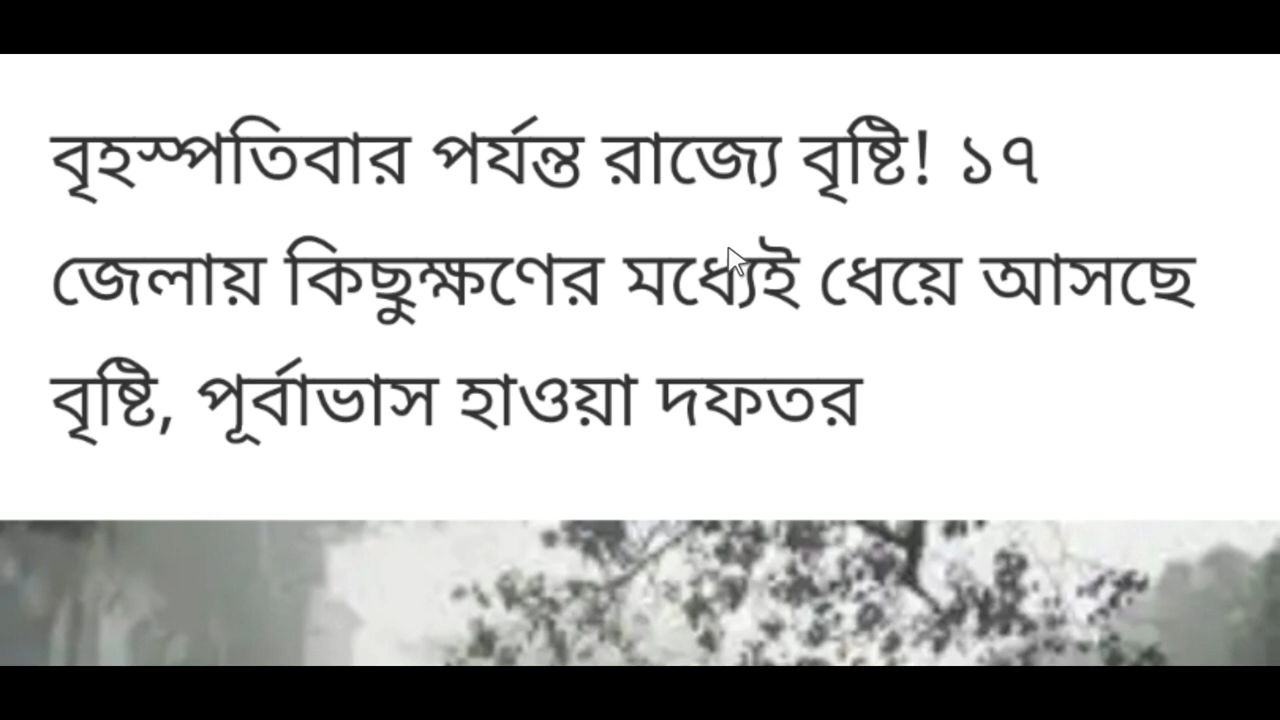 বৃহস্পতিবার পর্যন্ত রাজ্যে বৃষ্টি! ১৭
জেলায় কিছুক্ষণের মধ্যেই ধেয়ে আসছে
বৃষ্টি, পূর্বাভাস হাওয়া দফতর